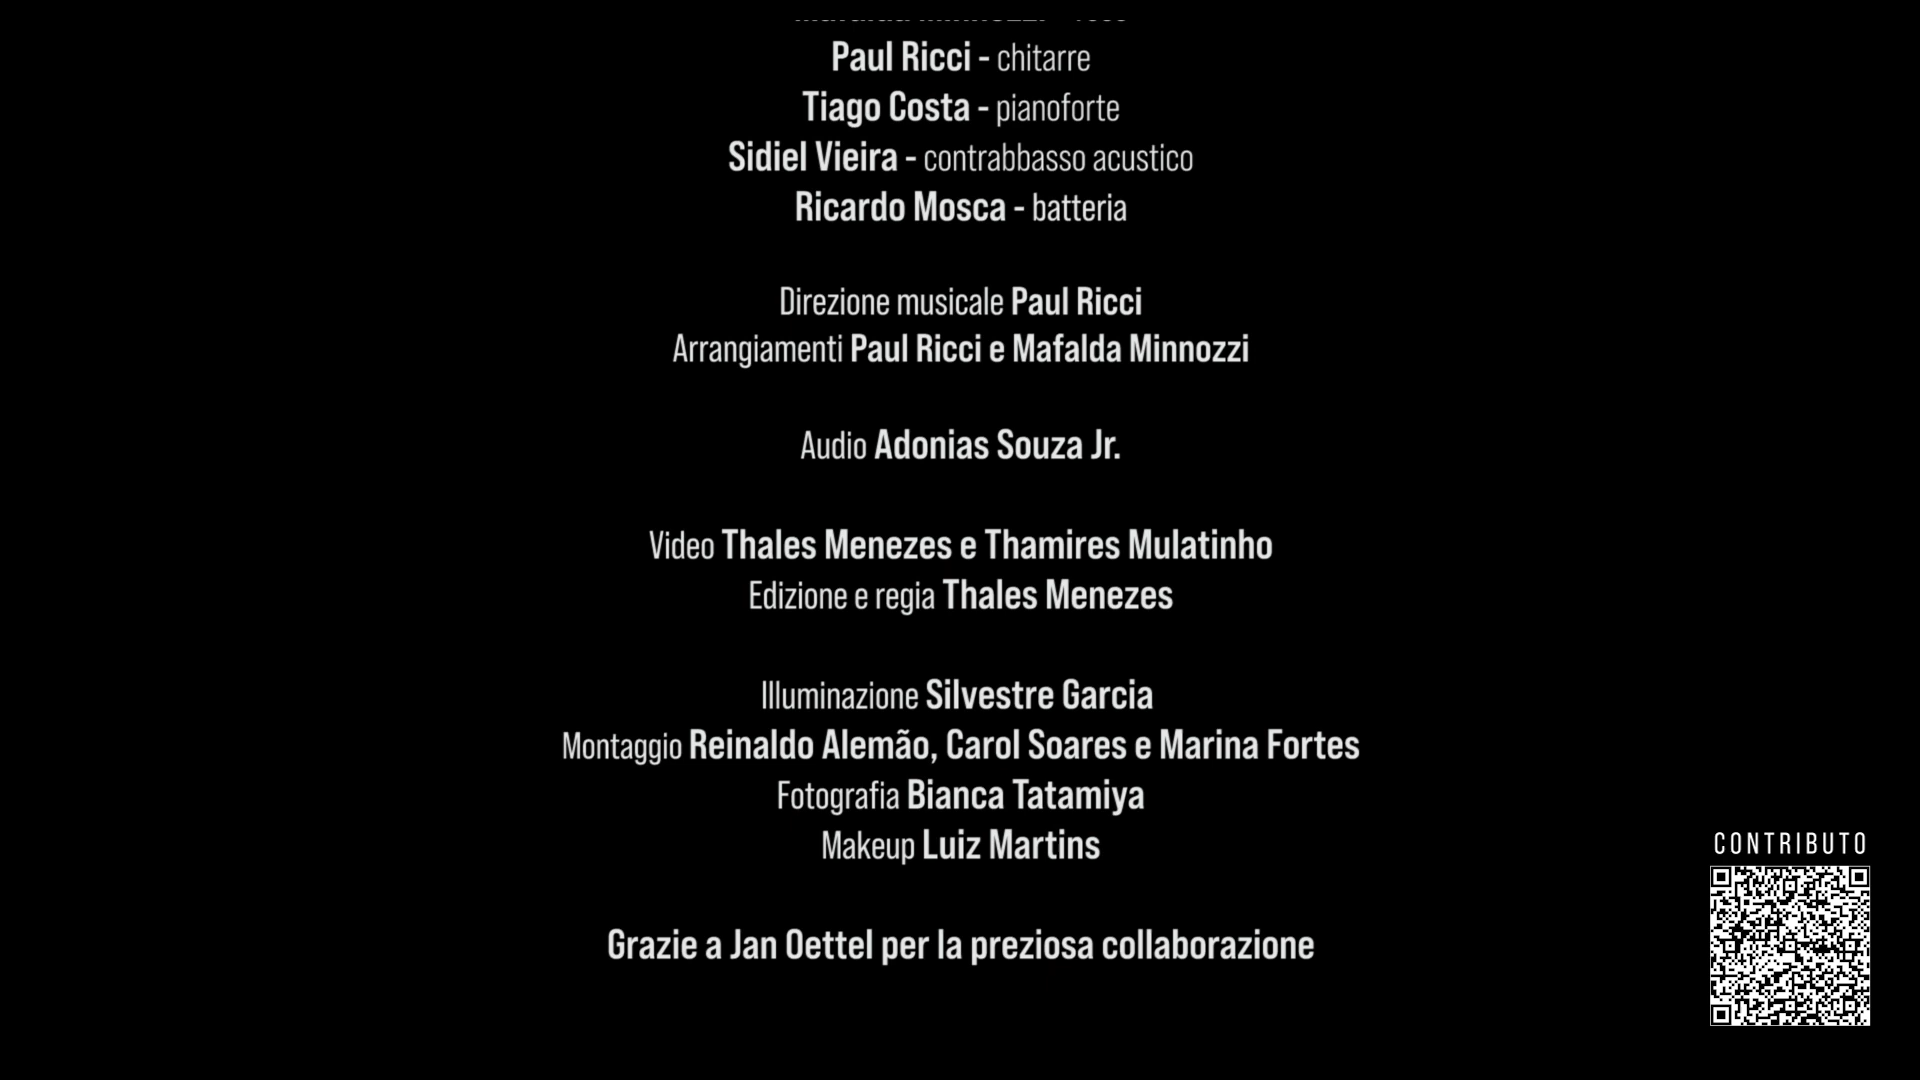 Paul Ricci - chitarre
Tiago Costa - pianoforte
Sidiel Vieira - contrabbasso acustico
Ricardo Mosca - batteria
Direzione musicale Paul Ricci
Arrangiamenti Paul Ricci e Mafalda Minnozzi
Audio Adonias Souza Jr.
Video Thales Menezes e Thamires Mulatinho
Edizione e regia Thales Menezes
Illuminazione Silvestre Garcia
Montaggio Reinaldo Alemão, Carol Soares e Marina Fortes
Fotografia Bianca Tatamiya
Makeup Luiz Martins
Grazie a Jan Oettel per la preziosa collaborazione
CONTRIBUTO